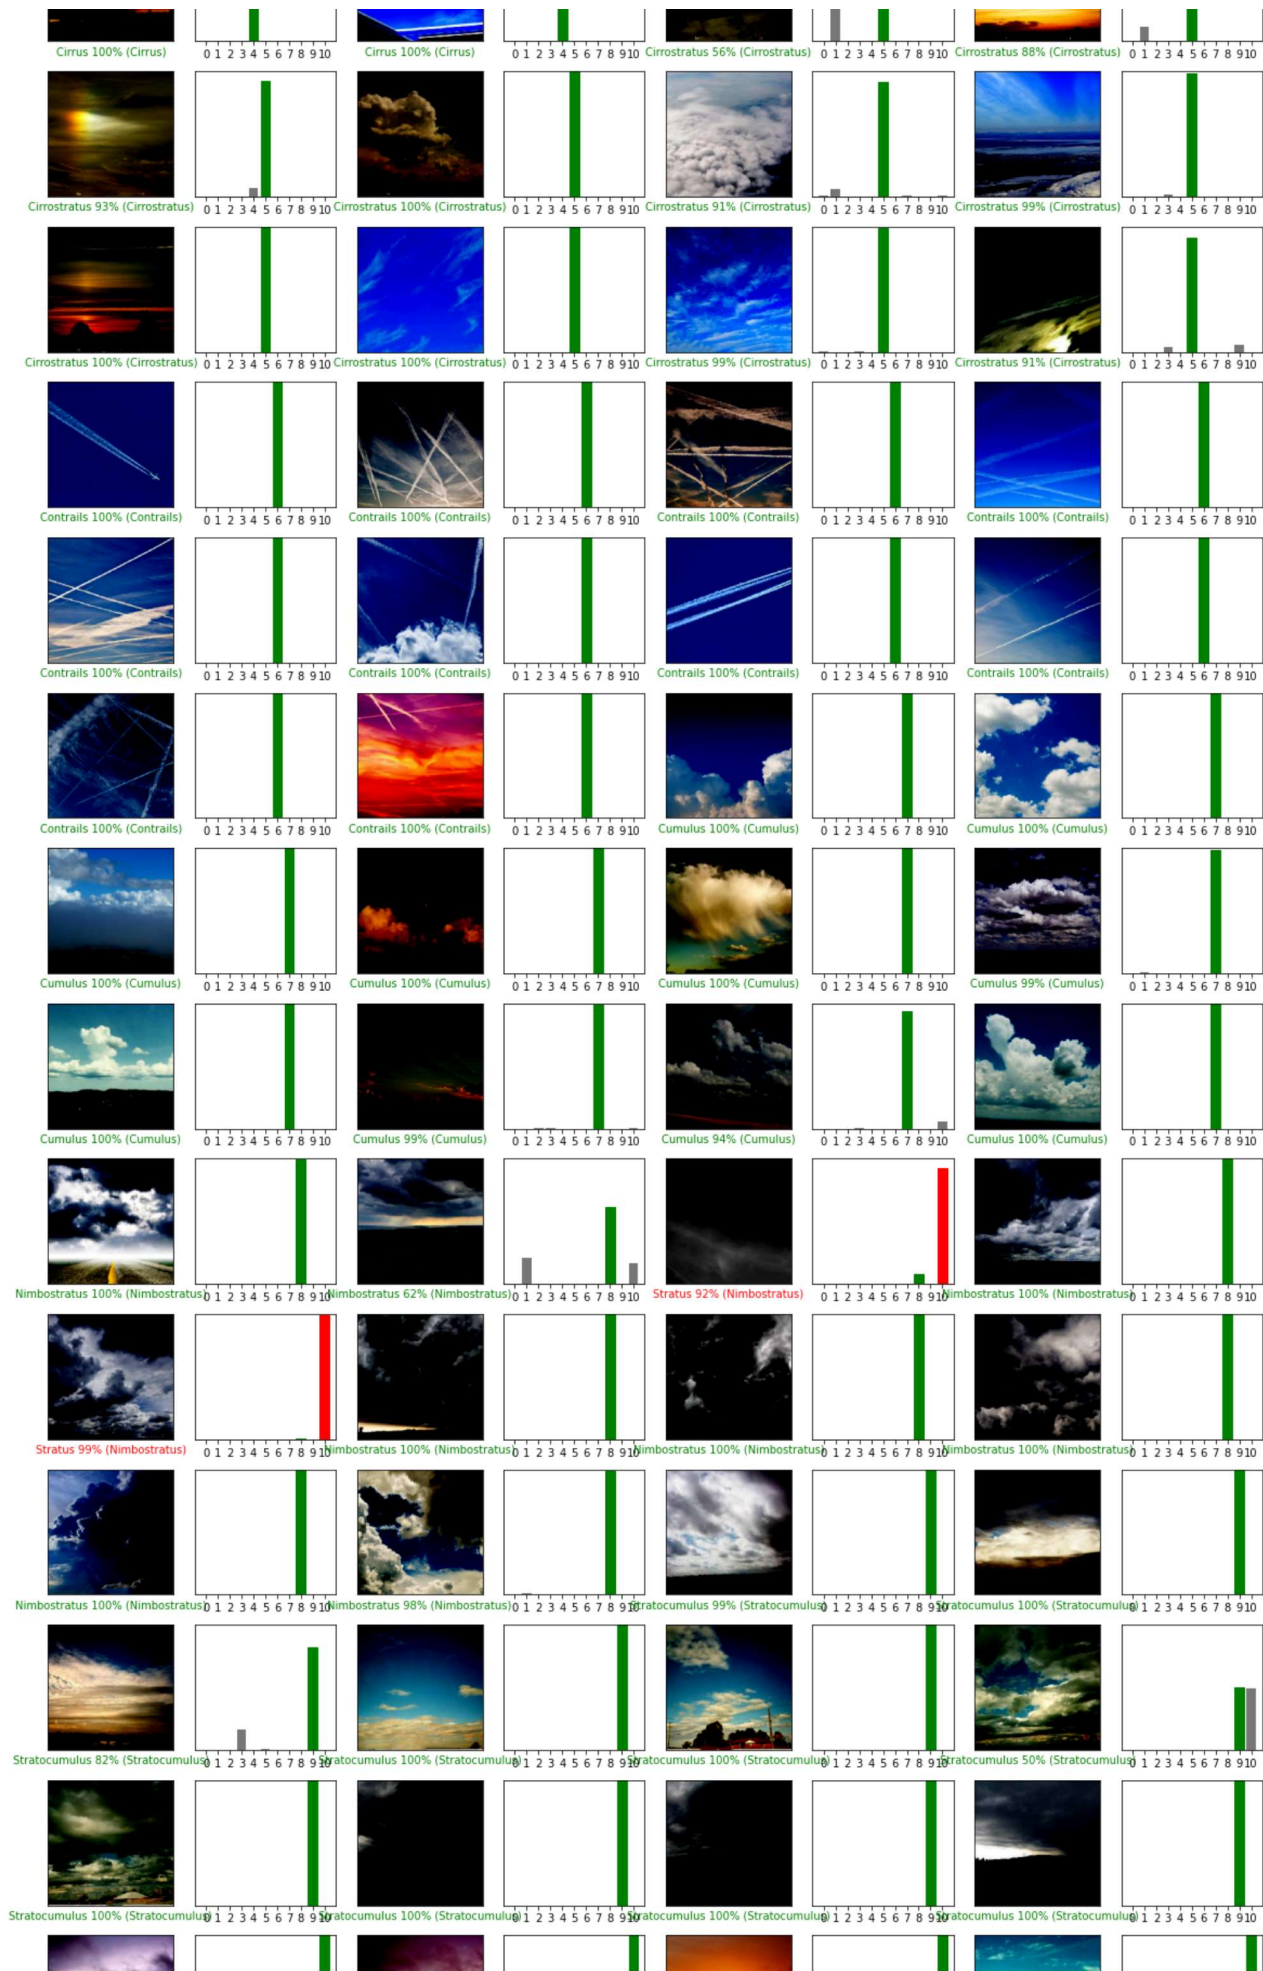 Cirrus 100% (Cirrus) 0 1 2 3 4 5 6 7 8 9 10 Cirrus 100% (Cirrus) 0 1 2 3 4 5 6 7 8 9 10 Cirrostratus 56% (Cirrostratus) 0 1 2 3 4 5 6 7 8 9 10 Cirrostratus 88% (Cirrostratus) 0 1 2 3 4 5 6 7 8 9 10
Cirrostratus 93% (Cirrostratus) 0 1 2 3 4 5 6 7 8 9 10 Cirrostratus 100% (Cirrostratus) 0 1 2 3 4 5 6 7 8 9 10 Cirrostratus 91% (Cirrostratus) 0 1 2 3 4 5 6 7 8 9 10 Cirrostratus 99% (Cirrostratus) 0 1 2 3 4 5 6 7 8 9 10
Cirrostratus 100% (Cirrostratus) 0 1 2 3 4 5 6 7 8 9 10 Cirrostratus 100% (Cirrostratus) 0 1 2 3 4 5 6 7 8 9 10 Cirrostratus 99% (Cirrostratus) 0 1 2 3 4 5 6 7 8 9 10 Cirrostratus 91% (Cirrostratus) 0 1 2 3 4 5 6 7 8 9 10
Contrails 100% (Contrails) 0 1 2 3 4 5 6 7 8 9 10 Contrails 100% (Contrails) 0 1 2 3 4 5 6 7 8 9 10 Contrails 100% (Contrails) 0 1 2 3 4 5 6 7 8 9 10 Contrails 100% (Contrails) 0 1 2 3 4 5 6 7 8 9 10
Contrails 100% (Contrails) 0 1 2 3 4 5 6 7 8 9 10 Contrails 100% (Contrails) 0 1 2 3 4 5 6 7 8 9 10 Contrails 100% (Contrails) 0 1 2 3 4 5 6 7 8 9 10 Contrails 100% (Contrails) 0 1 2 3 4 5 6 7 8 9 10
Contrails 100% (Contrails) 0 1 2 3 4 5 6 7 8 9 10 Contrails 100% (Contrails) 0 1 2 3 4 5 6 7 8 9 10 Cumulus 100% (Cumulus) 0 1 2 3 4 5 6 7 8 9 10 Cumulus 100% (Cumulus) 0 1 2 3 4 5 6 7 8 9 10
Cumulus 100% (Cumulus) 0 1 2 3 4 5 6 7 8 9 10 Cumulus 100% (Cumulus) 0 1 2 3 4 5 6 7 8 9 10 Cumulus 100% (Cumulus) 0 1 2 3 4 5 6 7 8 9 10 Cumulus 99% (Cumulus) 0 1 2 3 4 5 6 7 8 9 10
Cumulus 100% (Cumulus) 0 1 2 3 4 5 6 7 8 9 10 Cumulus 99% (Cumulus) 0 1 2 3 4 5 6 7 8 9 10 Cumulus 94% (Cumulus) 0 1 2 3 4 5 6 7 8 9 10 Cumulus 100% (Cumulus) 0 1 2 3 4 5 6 7 8 9 10
Nimbostratus 100% (Nimbostratus) 0 1 2 3 4 5 6 7 8 9 10 Nimbostratus 62% (Nimbostratus) 0 1 2 3 4 5 6 7 8 9 10 Stratus 92% (Nimbostratus) 0 1 2 3 4 5 6 7 8 9 10 Nimbostratus 100% (Nimbostratus) 0 1 2 3 4 5 6 7 8 9 10
Stratus 99% (Nimbostratus) 0 1 2 3 4 5 6 7 8 9 10 Nimbostratus 100% (Nimbostratus) 0 1 2 3 4 5 6 7 8 9 10 Nimbostratus 100% (Nimbostratus) 0 1 2 3 4 5 6 7 8 9 10 Nimbostratus 100% (Nimbostratus) 0 1 2 3 4 5 6 7 8 9 10
Nimbostratus 100% (Nimbostratus) 0 1 2 3 4 5 6 7 8 9 10 Nimbostratus 98% (Nimbostratus) 0 1 2 3 4 5 6 7 8 9 10 Stratocumulus 99% (Stratocumulus) 0 1 2 3 4 5 6 7 8 9 10 Stratocumulus 100% (Stratocumulus) 0 1 2 3 4 5 6 7 8 9 10
Stratocumulus 82% (Stratocumulus) 0 1 2 3 4 5 6 7 8 9 10 Stratocumulus 100% (Stratocumulus) 0 1 2 3 4 5 6 7 8 9 10 Stratocumulus 100% (Stratocumulus) 0 1 2 3 4 5 6 7 8 9 10 Stratocumulus 50% (Stratocumulus) 0 1 2 3 4 5 6 7 8 9 10
Stratocumulus 100% (Stratocumulus) 0 1 2 3 4 5 6 7 8 9 10 Stratocumulus 100% (Stratocumulus) 0 1 2 3 4 5 6 7 8 9 10 Stratocumulus 100% (Stratocumulus) 0 1 2 3 4 5 6 7 8 9 10 Stratocumulus 100% (Stratocumulus) 0 1 2 3 4 5 6 7 8 9 10